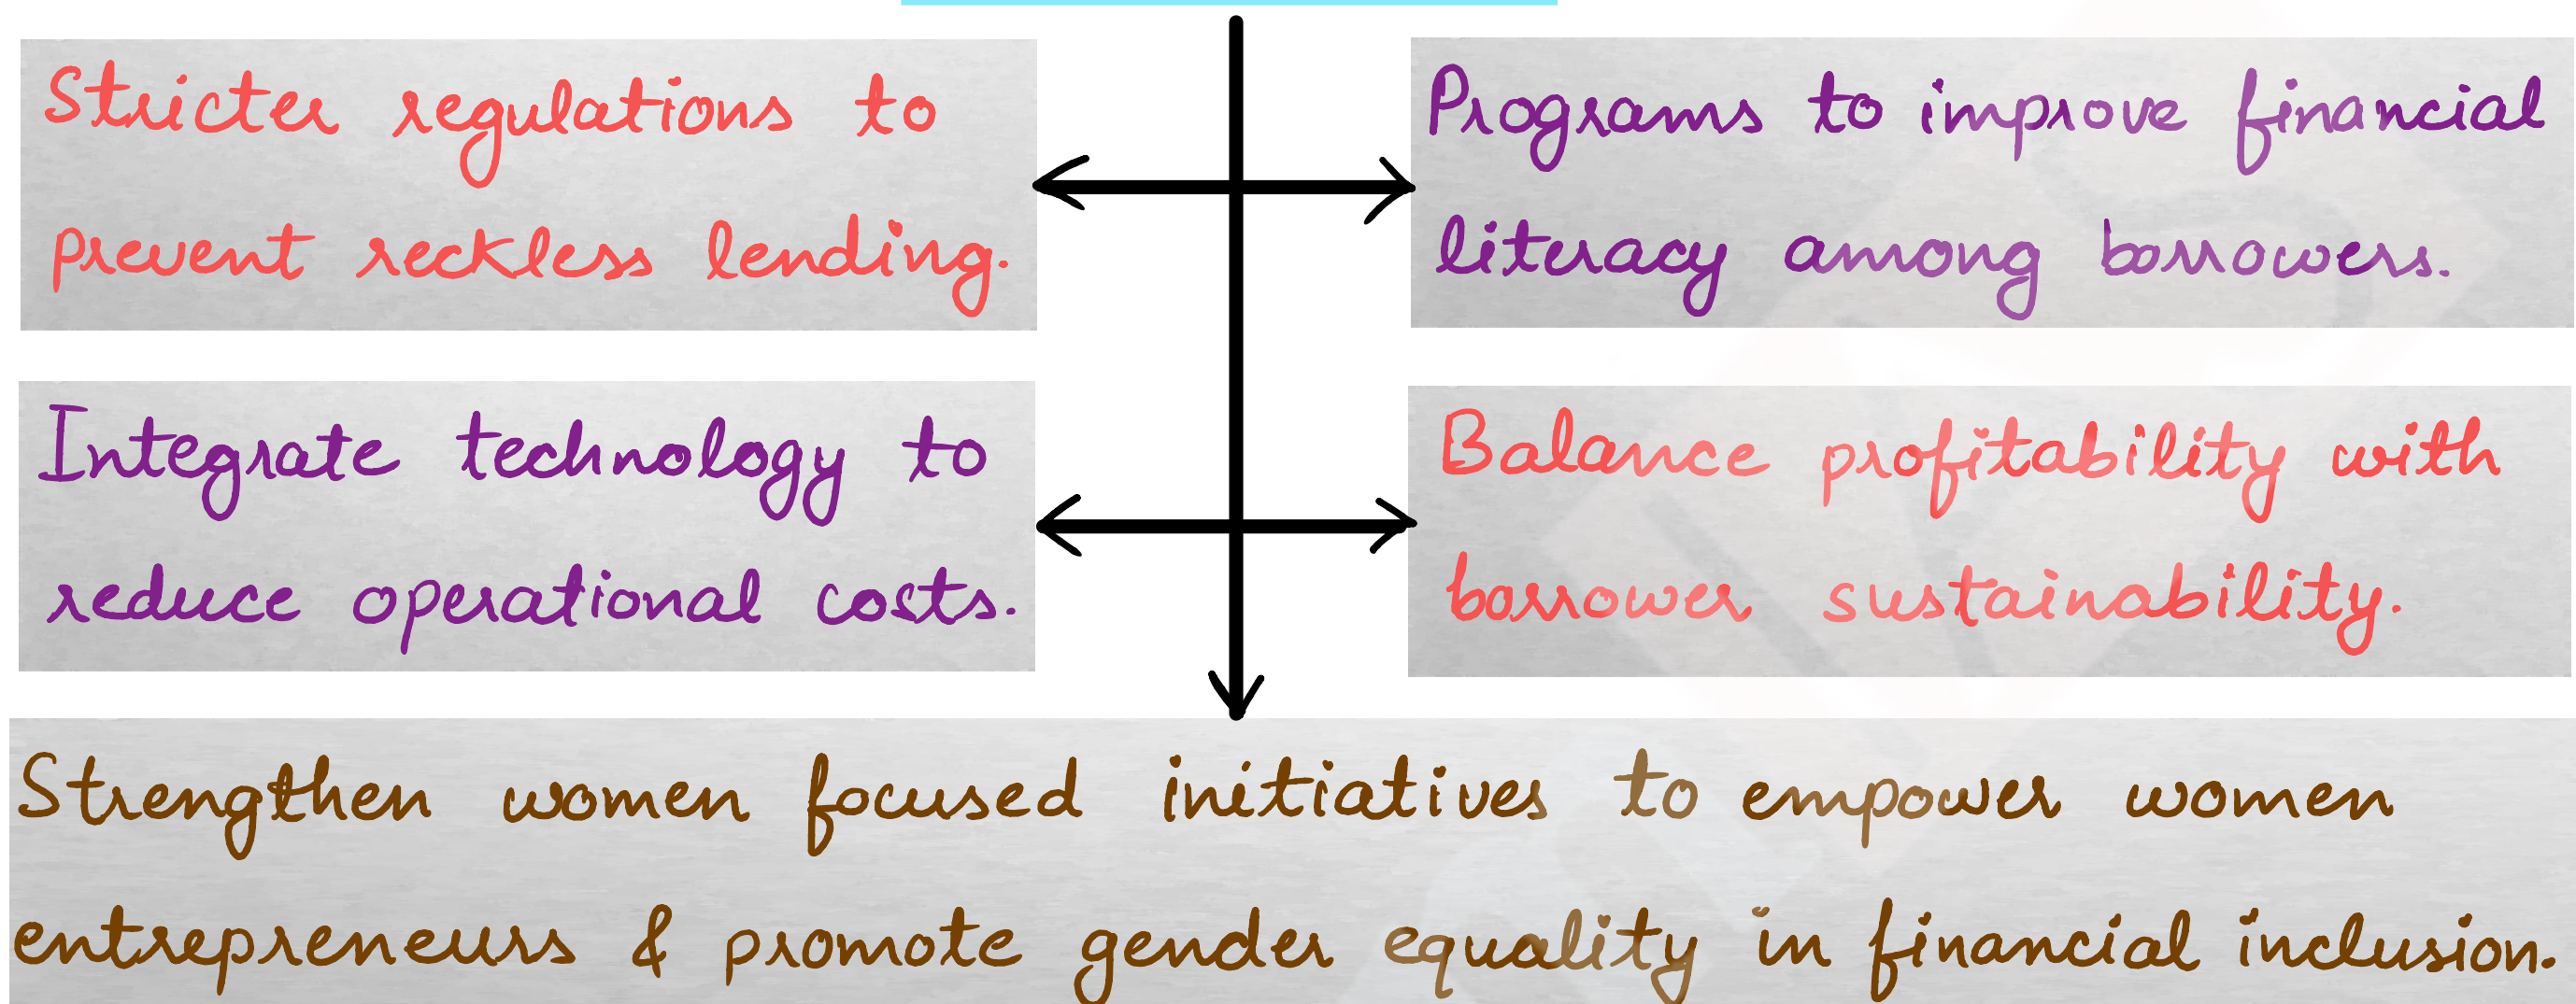 Stricter regulations to
prevent reckless lending.
Programs to improve financial
literacy among borrowers.
Integrate technology to
reduce operational costs.
Balance profitability with
borrower sustainability.
Strengthen women focused initiatives to empower women
entrepreneurs & promote gender equality in financial inclusion.